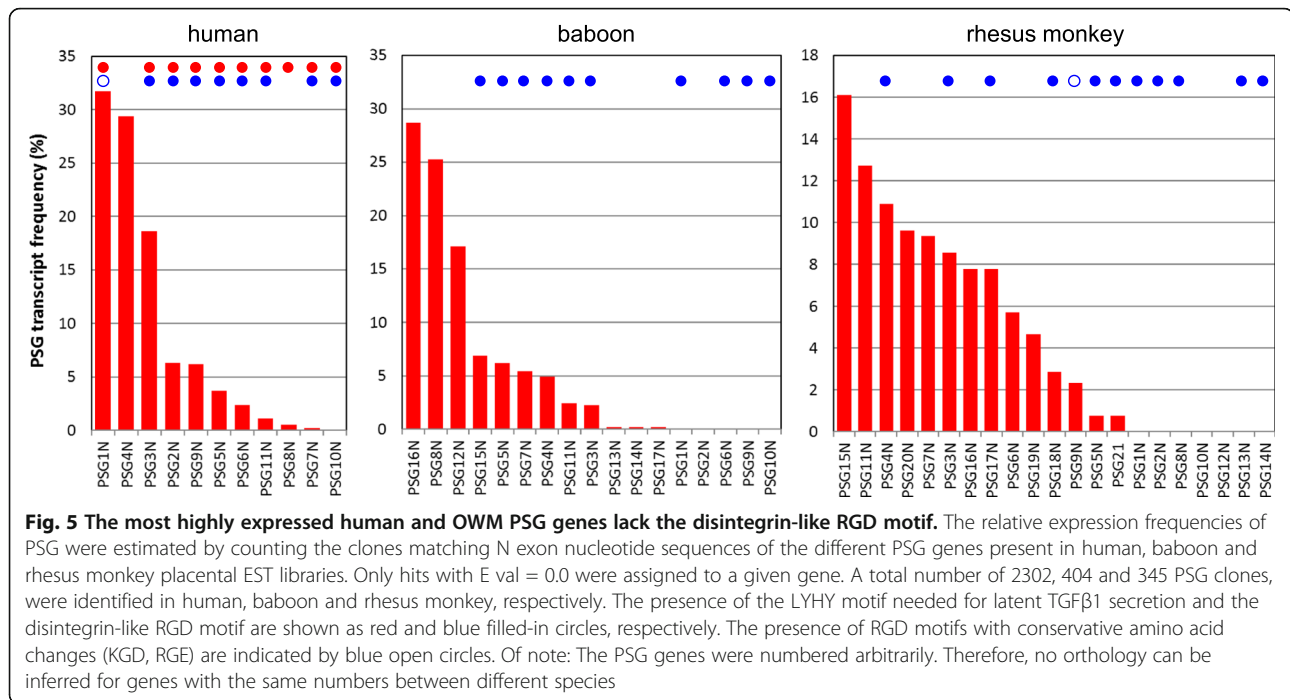 human
baboon
rhesus monkey
PSG transcript frequency (%)
35
30
25
20
15
10
5
0
PSG1N
PSG4N
PSG3N
PSG2N
PSG9N
PSG5N
PSG6N
PSG11N
PSG8N
PSG7N
PSG10N
35
30
25
20
15
10
5
0
PSG16N
PSG8N
PSG12N
PSG15N
PSG5N
PSG7N
PSG4N
PSG11N
PSG3N
PSG13N
PSG14N
PSG17N
PSG1N
PSG2N
PSG6N
PSG9N
PSG10N
18
16
14
12
10
8
6
4
2
0
PSG15N
PSG11N
PSG4N
PSG20N
PSG7N
PSG3N
PSG16N
PSG17N
PSG6N
PSG19N
PSG18N
PSG9N
PSG5N
PSG21
PSG1N
PSG2N
PSG8N
PSG10N
PSG12N
PSG13N
PSG14N
Fig. 5 The most highly expressed human and OWM PSG genes lack the disintegrin-like RGD motif. The relative expression frequencies of
PSG were estimated by counting the clones matching N exon nucleotide sequences of the different PSG genes present in human, baboon and
rhesus monkey placental EST libraries. Only hits with E val = 0.0 were assigned to a given gene. A total number of 2302, 404 and 345 PSG clones,
were identified in human, baboon and rhesus monkey, respectively. The presence of the LYHY motif needed for latent TGFβ1 secretion and the
disintegrin-like RGD motif are shown as red and blue filled-in circles, respectively. The presence of RGD motifs with conservative amino acid
changes (KGD, RGE) are indicated by blue open circles. Of note: The PSG genes were numbered arbitrarily. Therefore, no orthology can be
inferred for genes with the same numbers between different species